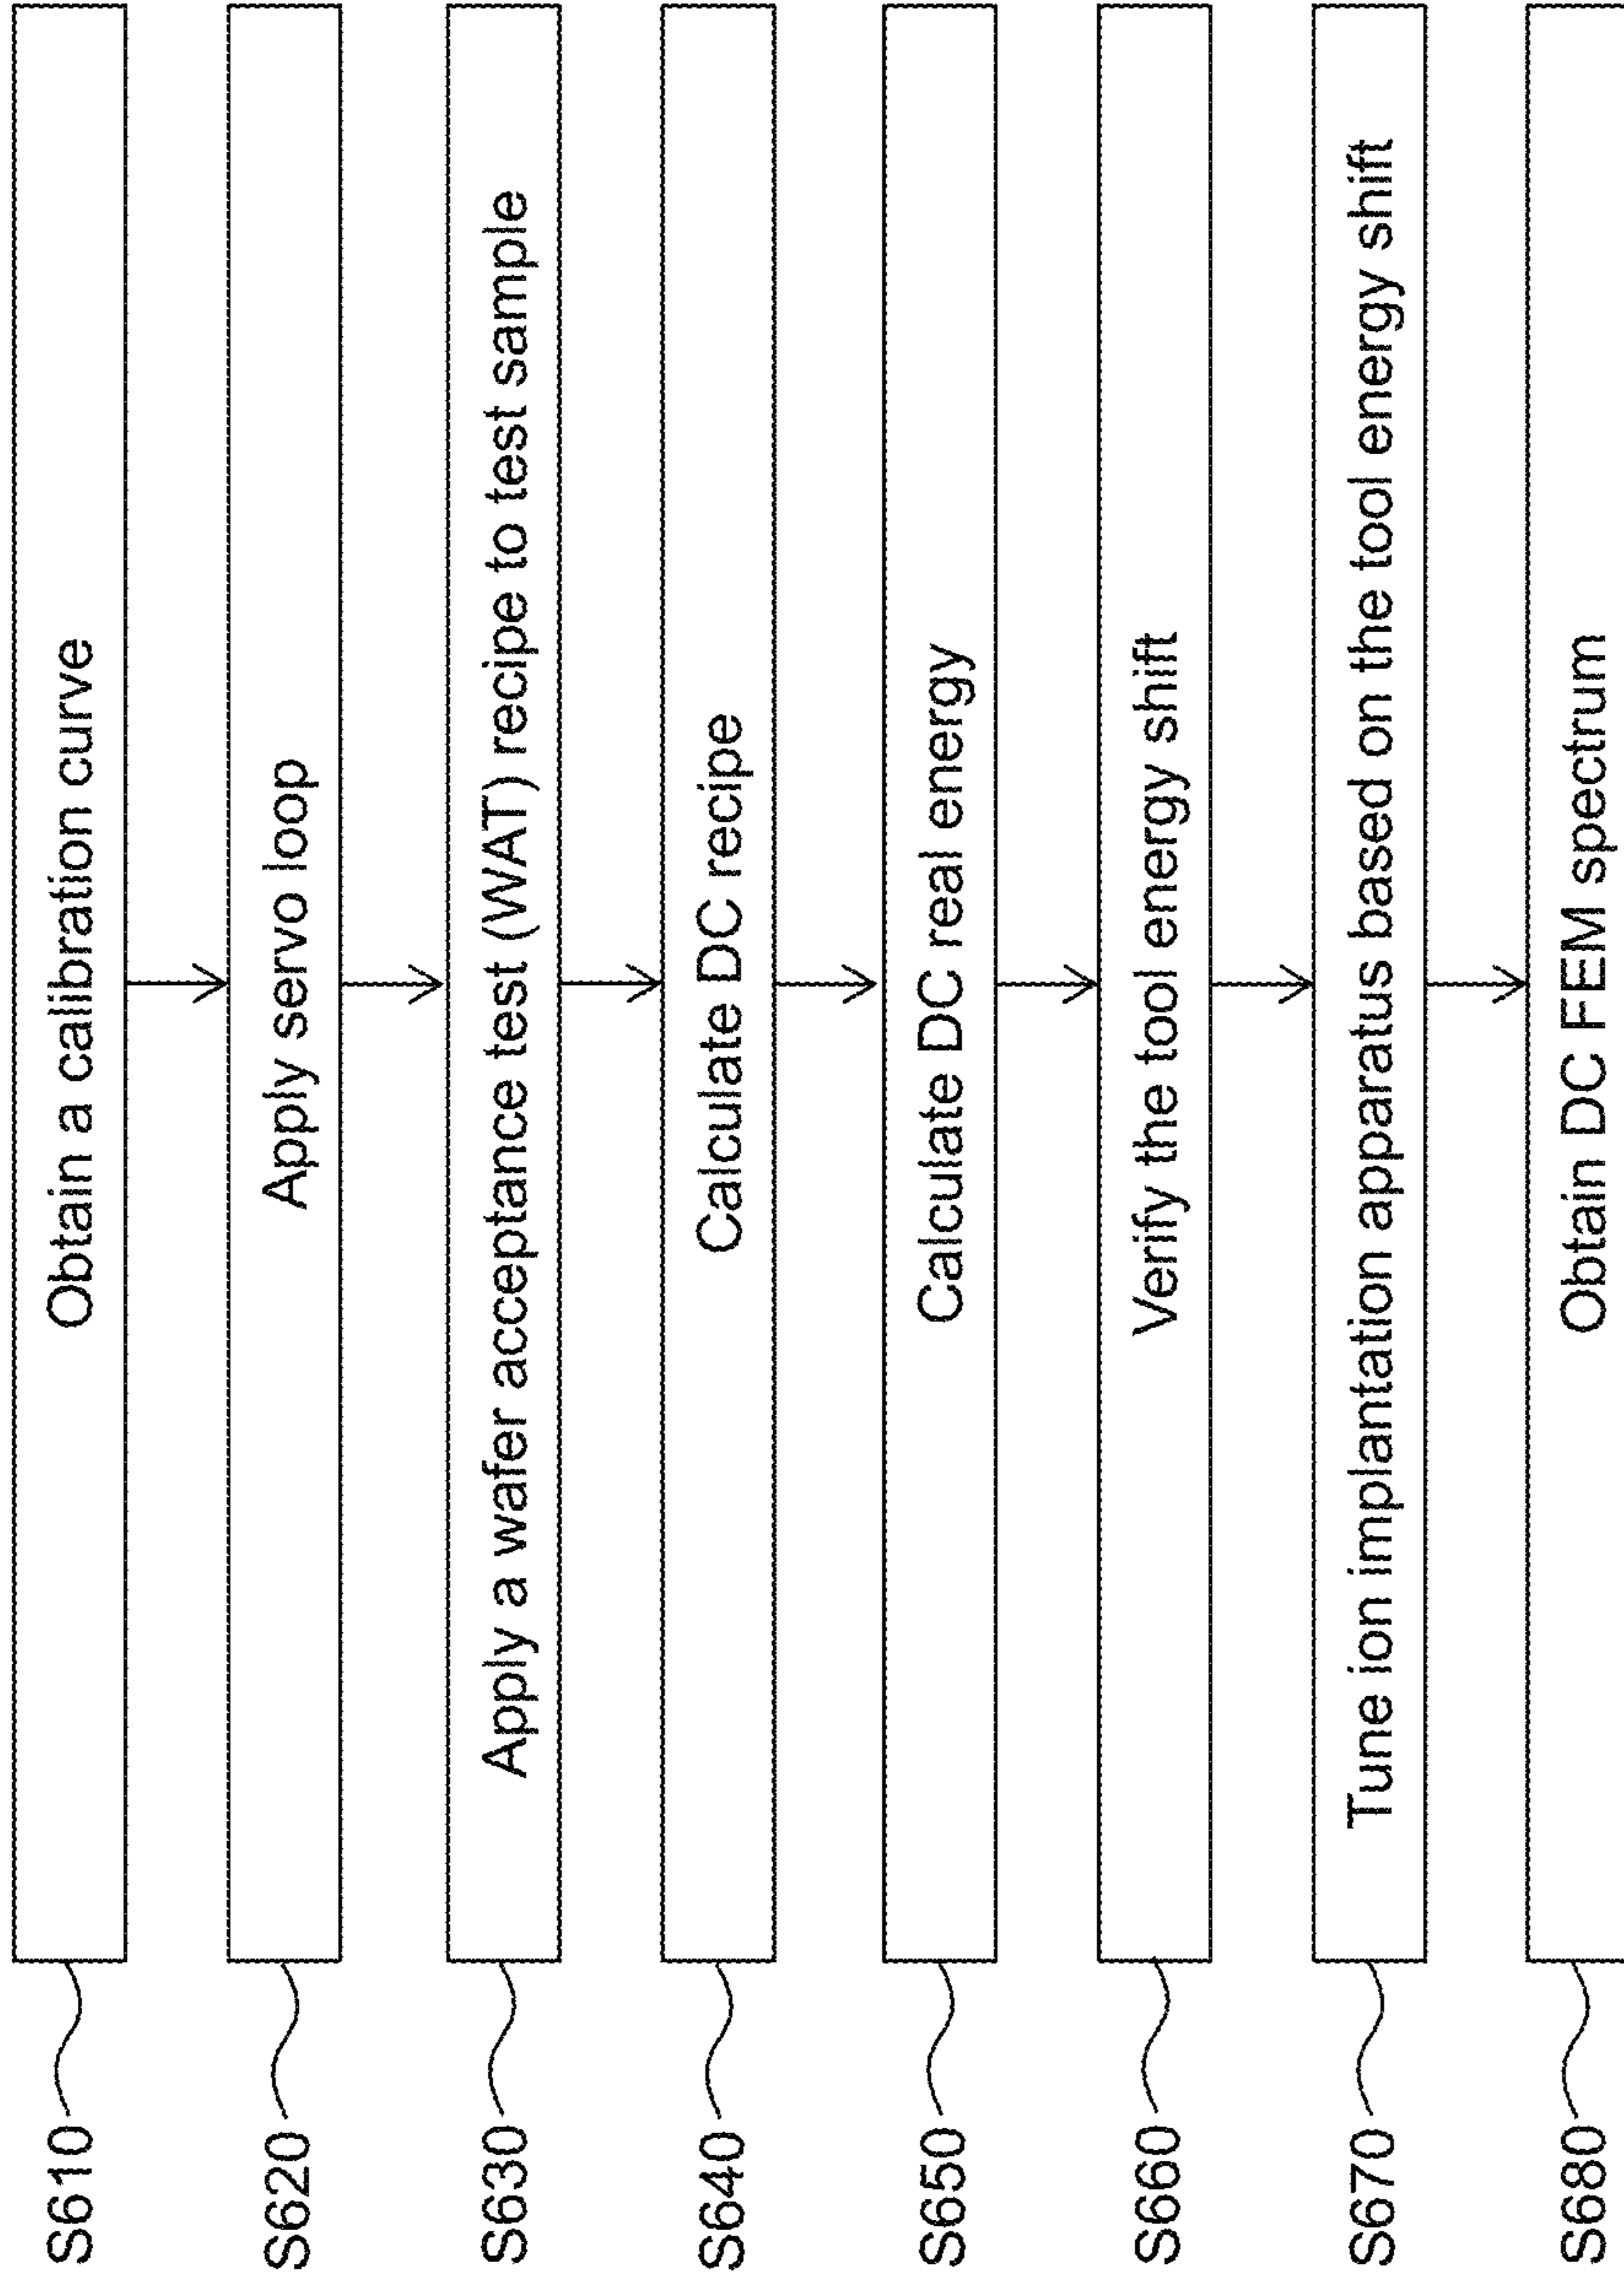 S610
Obtain a calibration curve
S620
Apply servo loop
S630
Apply a wafer acceptance test (WAT) recipe to test sample
S640
Calculate DC recipe
S650
Calculate DC real energy
S660
Verify the tool energy shift
S670
Tune ion implantation apparatus based on the tool energy shift
S680
Obtain DC FEM spectrum